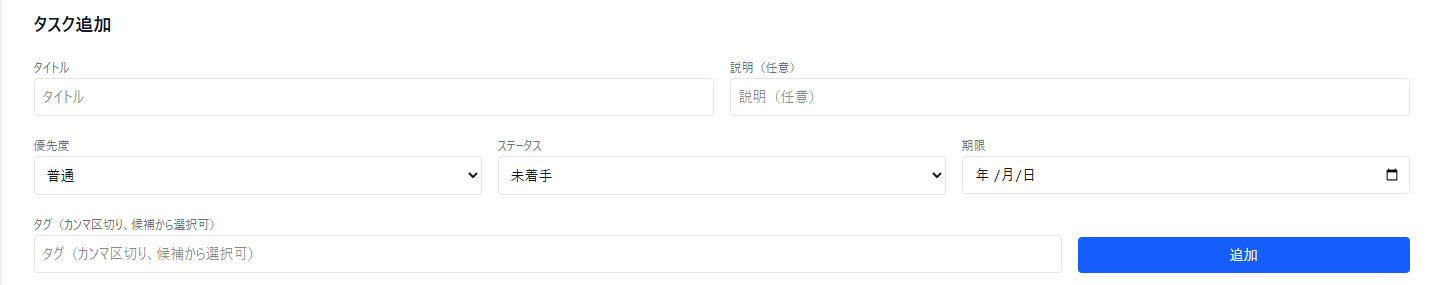 タスク追加
タイトル 説明（任意）
タイトル 説明（任意）
優先度 ステータス 期限
普通 未着手 年 /月/日
タグ（カンマ区切り、候補から選択可）
タグ（カンマ区切り、候補から選択可） 追加